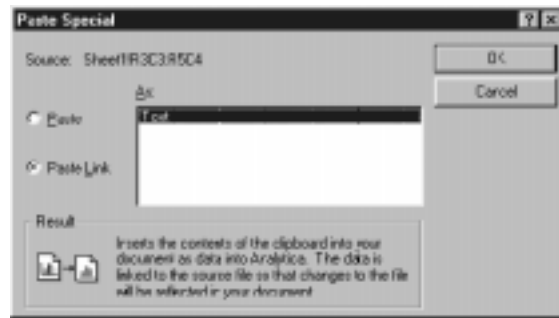 Paste Special
Source: Sheet1!R3C3:R5C4
OK
Cancel
As:
Paste
Text
Paste Link
Result
Inserts the contents of the clipboard into your
document as data into Analytica. The data is
linked to the source file so that changes to the file
will be reflected in your document